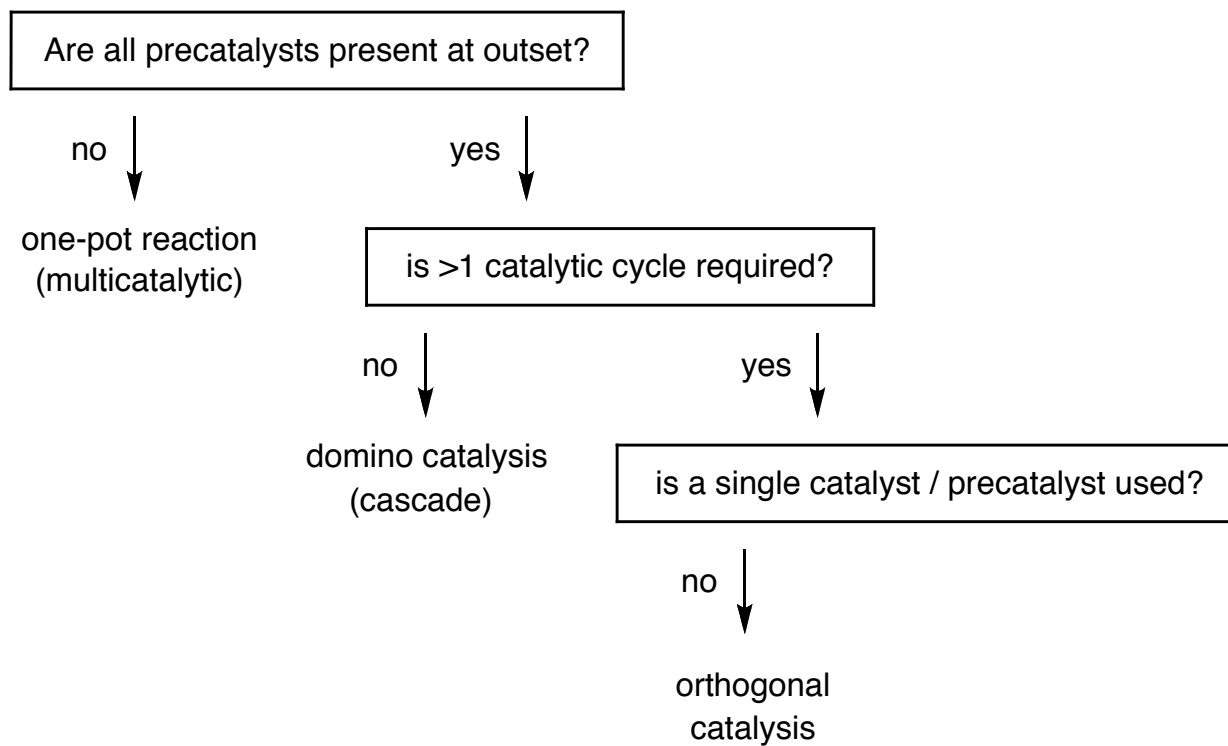 Are all precatalysts present at outset?
no
yes
one-pot reaction
(multicatalytic)
is >1 catalytic cycle required?
no
yes
domino catalysis
(cascade)
is a single catalyst / precatalyst used?
no
orthogonal
catalysis